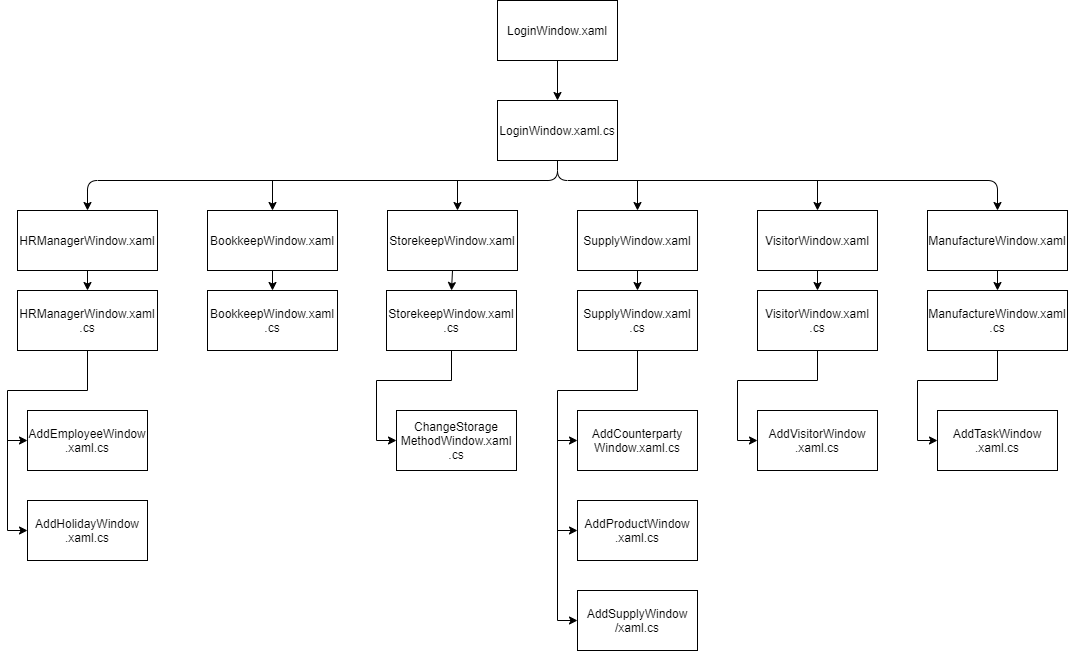 LoginWindow.xaml
LoginWindow.xaml.cs
HRManagerWindow.xaml
BookkeepWindow.xaml
StorekeepWindow.xaml
SupplyWindow.xaml
VisitorWindow.xaml
ManufactureWindow.xaml
HRManagerWindow.xaml
.cs
BookkeepWindow.xaml
.cs
StorekeepWindow.xaml
.cs
SupplyWindow.xaml
.cs
VisitorWindow.xaml
.cs
ManufactureWindow.xaml
.cs
AddEmployeeWindow
.xaml.cs
ChangeStorage
MethodWindow.xaml
.cs
AddCounterparty
Window.xaml.cs
AddVisitorWindow
.xaml.cs
AddTaskWindow
.xaml.cs
AddHolidayWindow
.xaml.cs
AddProductWindow
.xaml.cs
AddSupplyWindow
/xaml.cs